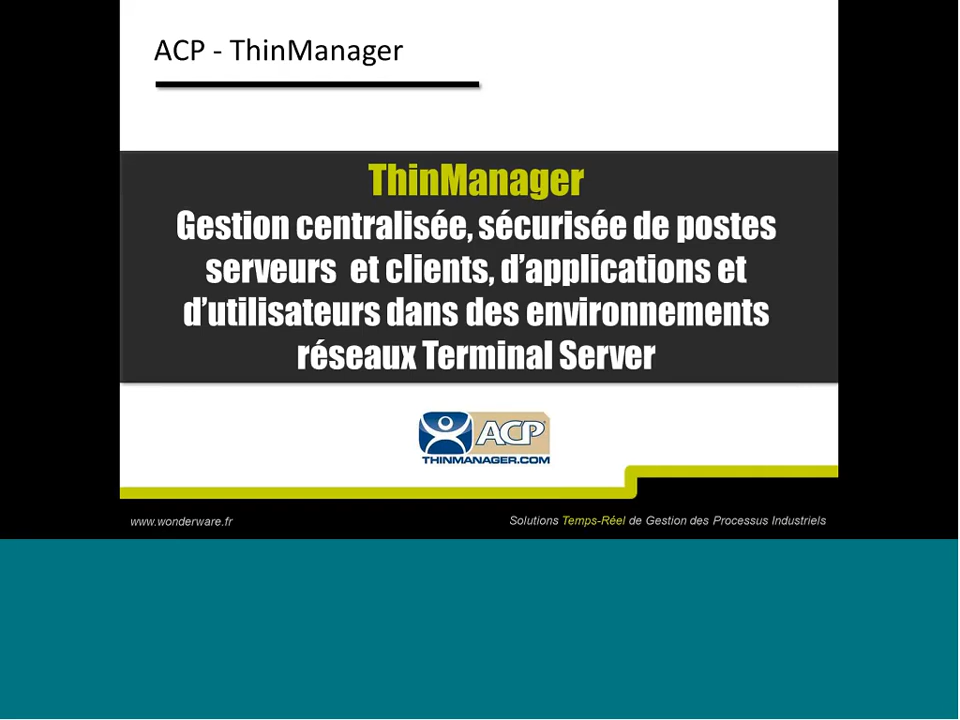 ACP - ThinManager
ThinManager
Gestion centralisée, sécurisée de postes
serveurs et clients, d’applications et
d’utilisateurs dans des environnements
réseaux Terminal Server
ACP
THINMANAGER.COM
www.wonderware.fr
Solutions Temps-Réel de Gestion des Processus Industriels